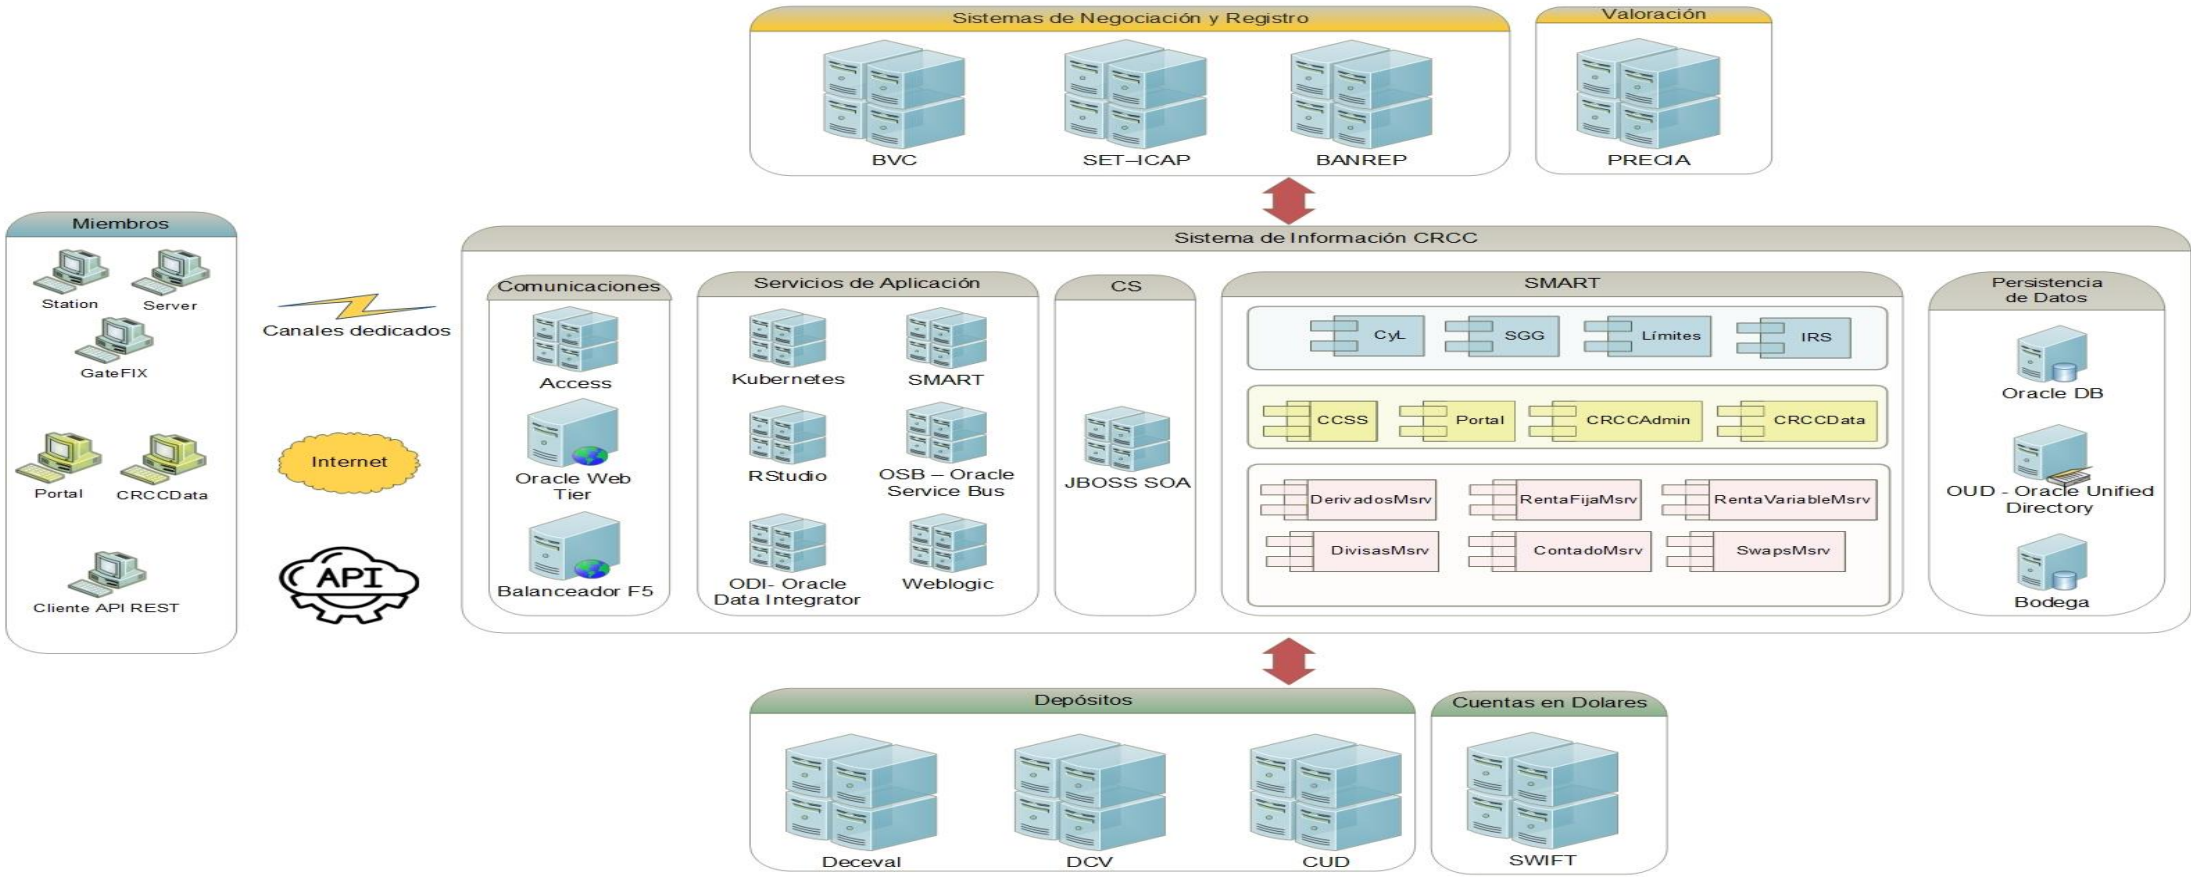 Sistemas de Negociación y Registro
Valoración
BVC
SET–ICAP
BANREP
PRECIA
Miembros
Station
Server
GateFIX
Portal
CRCCData
Cliente API REST
Canales dedicados
Internet
API
Sistema de Información CRCC
Comunicaciones
Access
Oracle Web
Tier
Balanceador F5
Servicios de Aplicación
Kubernetes
SMART
RStudio
OSB – Oracle
Service Bus
ODI- Oracle
Data Integrator
Weblogic
CS
JBOSS SOA
SMART
CyL
SGG
Límites
IRS
CCSS
Portal
CRCCAdmin
CRCCData
DerivadosMsrv
RentaFijaMsrv
RentaVariableMsrv
DivisasMsrv
ContadoMsrv
SwapsMsrv
Persistencia
de Datos
Oracle DB
OUD - Oracle Unified
Directory
Bodega
Depósitos
Cuentas en Dolares
Deceval
DCV
CUD
SWIFT